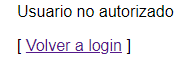 Usuario no autorizado
[ Volver a login ]